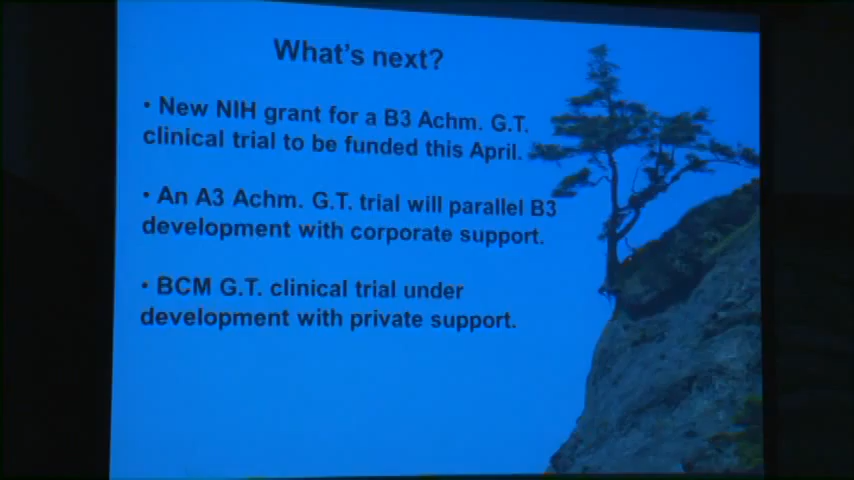 What's next?
• New NIH grant for a B3 Achm. G.T.
clinical trial to be funded this April.
• An A3 Achm. G.T. trial will parallel B3
development with corporate support.
• BCM G.T. clinical trial under
development with private support.